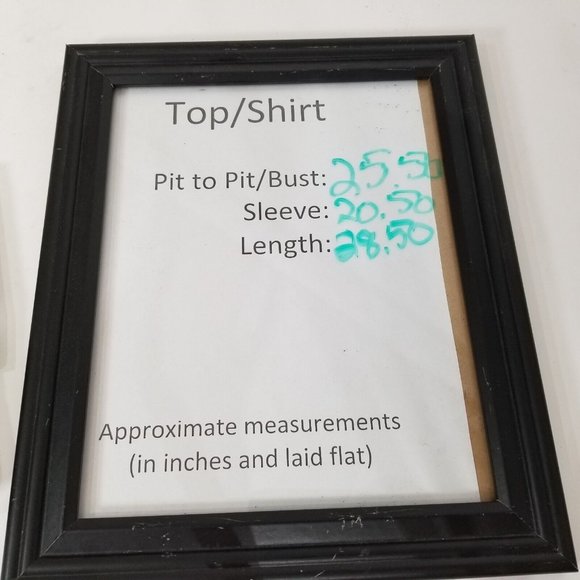 Top/Shirt
Pit to Pit/Bust: 25.50
Sleeve: 20.50
Length: 28.50
Approximate measurements
(in inches and laid flat)